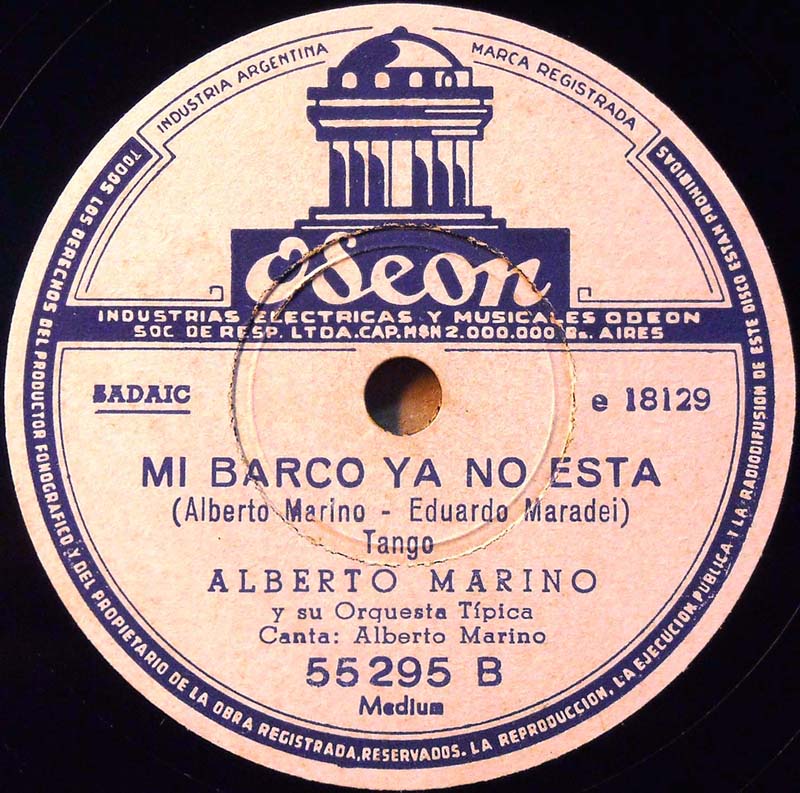 INDUSTRIA ARGENTINA
MARCA REGISTRADA
Odeon
INDUSTRIAS ELECTRICAS Y MUSICALES ODEON
SOC DE RESP. LTDA.CAP.M$N2.000.000 Bs. AIRES
SADAIC
e 18129
MI BARCO YA NO ESTA
(Alberto Marino - Eduardo Maradei)
Tango
ALBERTO MARINO
y su Orquesta Típica
Canta: Alberto Marino
55295 B
Medium
TODOS LOS DERECHOS DEL PRODUCTOR FONOGRAFICO Y DEL PROPIETARIO DE LA OBRA REGISTRADA,RESERVADOS. LA REPRODUCCION, LA EJECUCION PUBLICA Y LA RADIODIFUSION DE ESTE DISCO ESTAN PROHIBIDAS